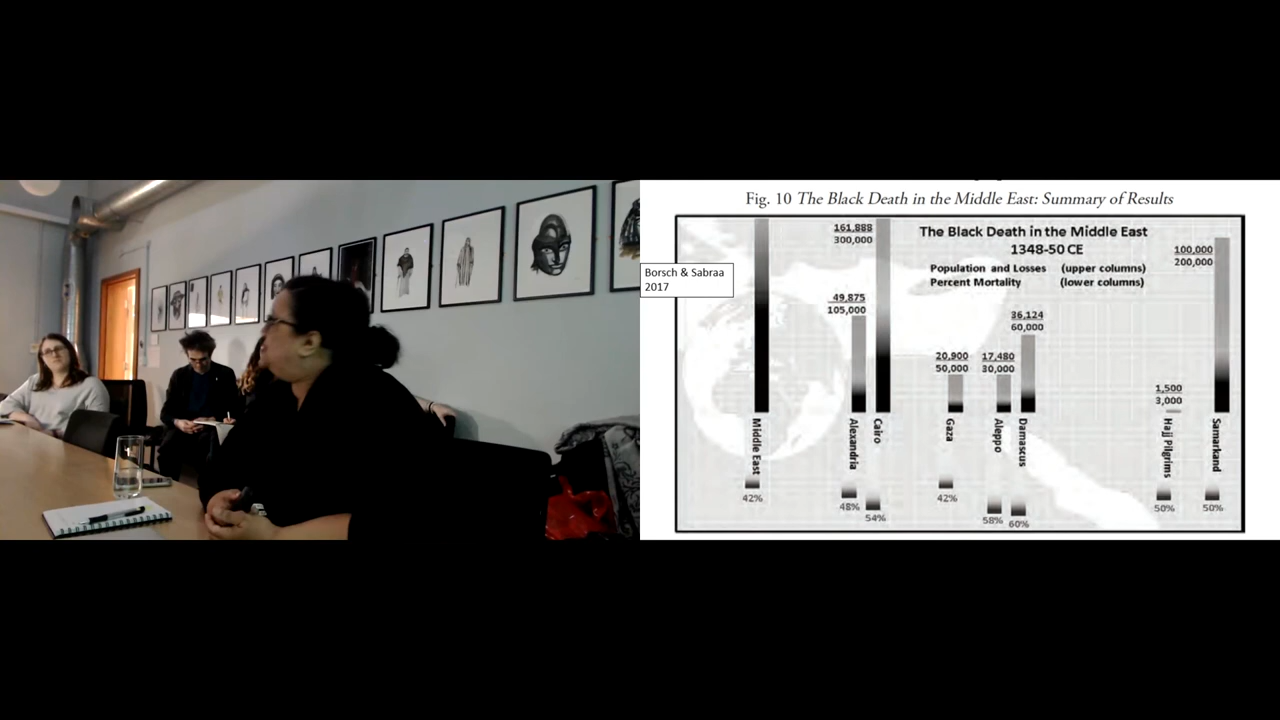 Fig. 10 The Black Death in the Middle East: Summary of Results
Borsch & Sabraa
2017
The Black Death in the Middle East
1348-50 CE
Population and Losses (upper columns)
Percent Mortality (lower columns)
161,888
300,000
49,875
105,000
20,900
50,000
17,480
30,000
36,124
60,000
1,500
3,000
100,000
200,000
Middle East
Alexandria
Cairo
Gaza
Aleppo
Damascus
Hajj Pilgrims
Samarkand
42%
48%
54%
42%
58%
60%
50%
50%